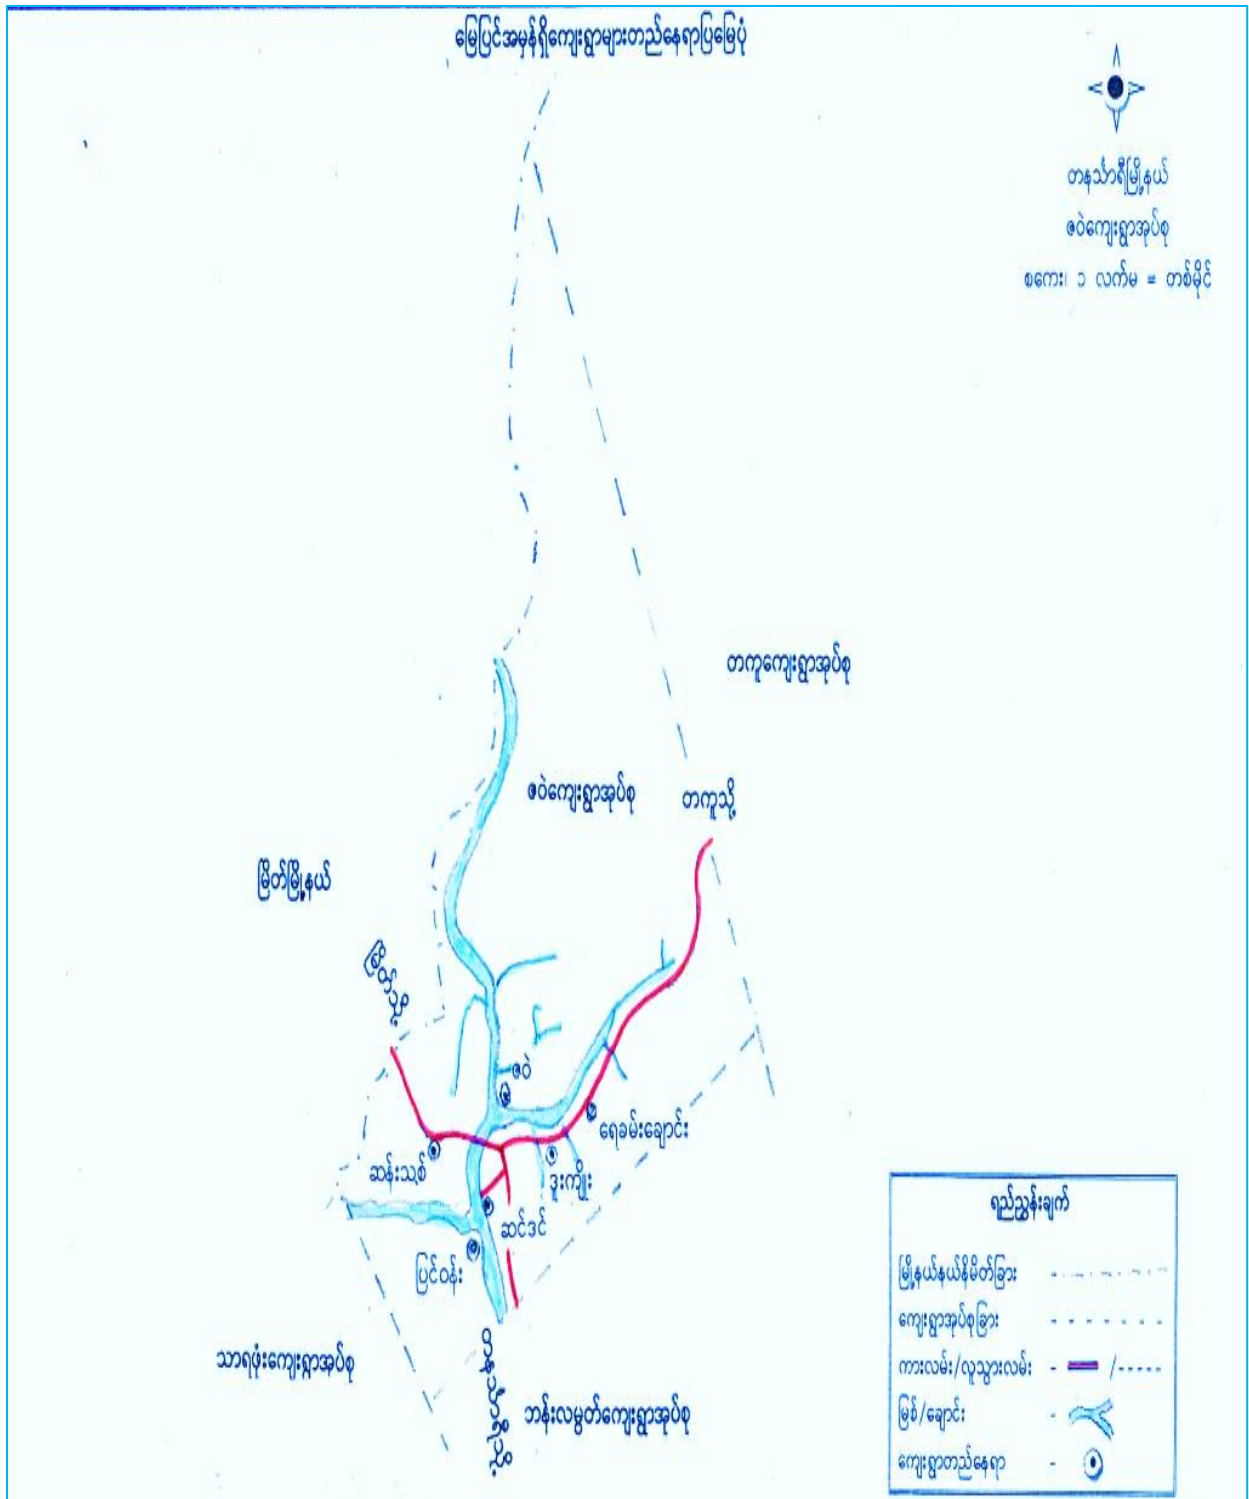 မြေပြင်အမှန်ရှိကျေးရွာများတည်နေရာပြမြေပုံ
တနင်္သာရီမြို့နယ်
ဇဝဲကျေးရွာအုပ်စု
စကေး၊ ၁ လက်မ = တစ်မိုင်
တကူကျေးရွာအုပ်စု
ဇဝဲကျေးရွာအုပ်စု
တကူသို့
မြိတ်မြို့နယ်
မြိတ်သို့
ဇဝဲ
ရေခမ်းချောင်း
ဆန်းသစ်
ဒူးကျိုး
ဆင်ဒင်
ပြင်ဝန်း
သာရဖုံးကျေးရွာအုပ်စု
ဘန်းလမွတ်ကျေးရွာအုပ်စု
ရည်ညွှန်းချက်
မြို့နယ်နယ်နိမိတ်ခြား
ကျေးရွာအုပ်စုခြား
ကားလမ်း/လူသွားလမ်း
မြစ်/ချောင်း
ကျေးရွာတည်နေရာ